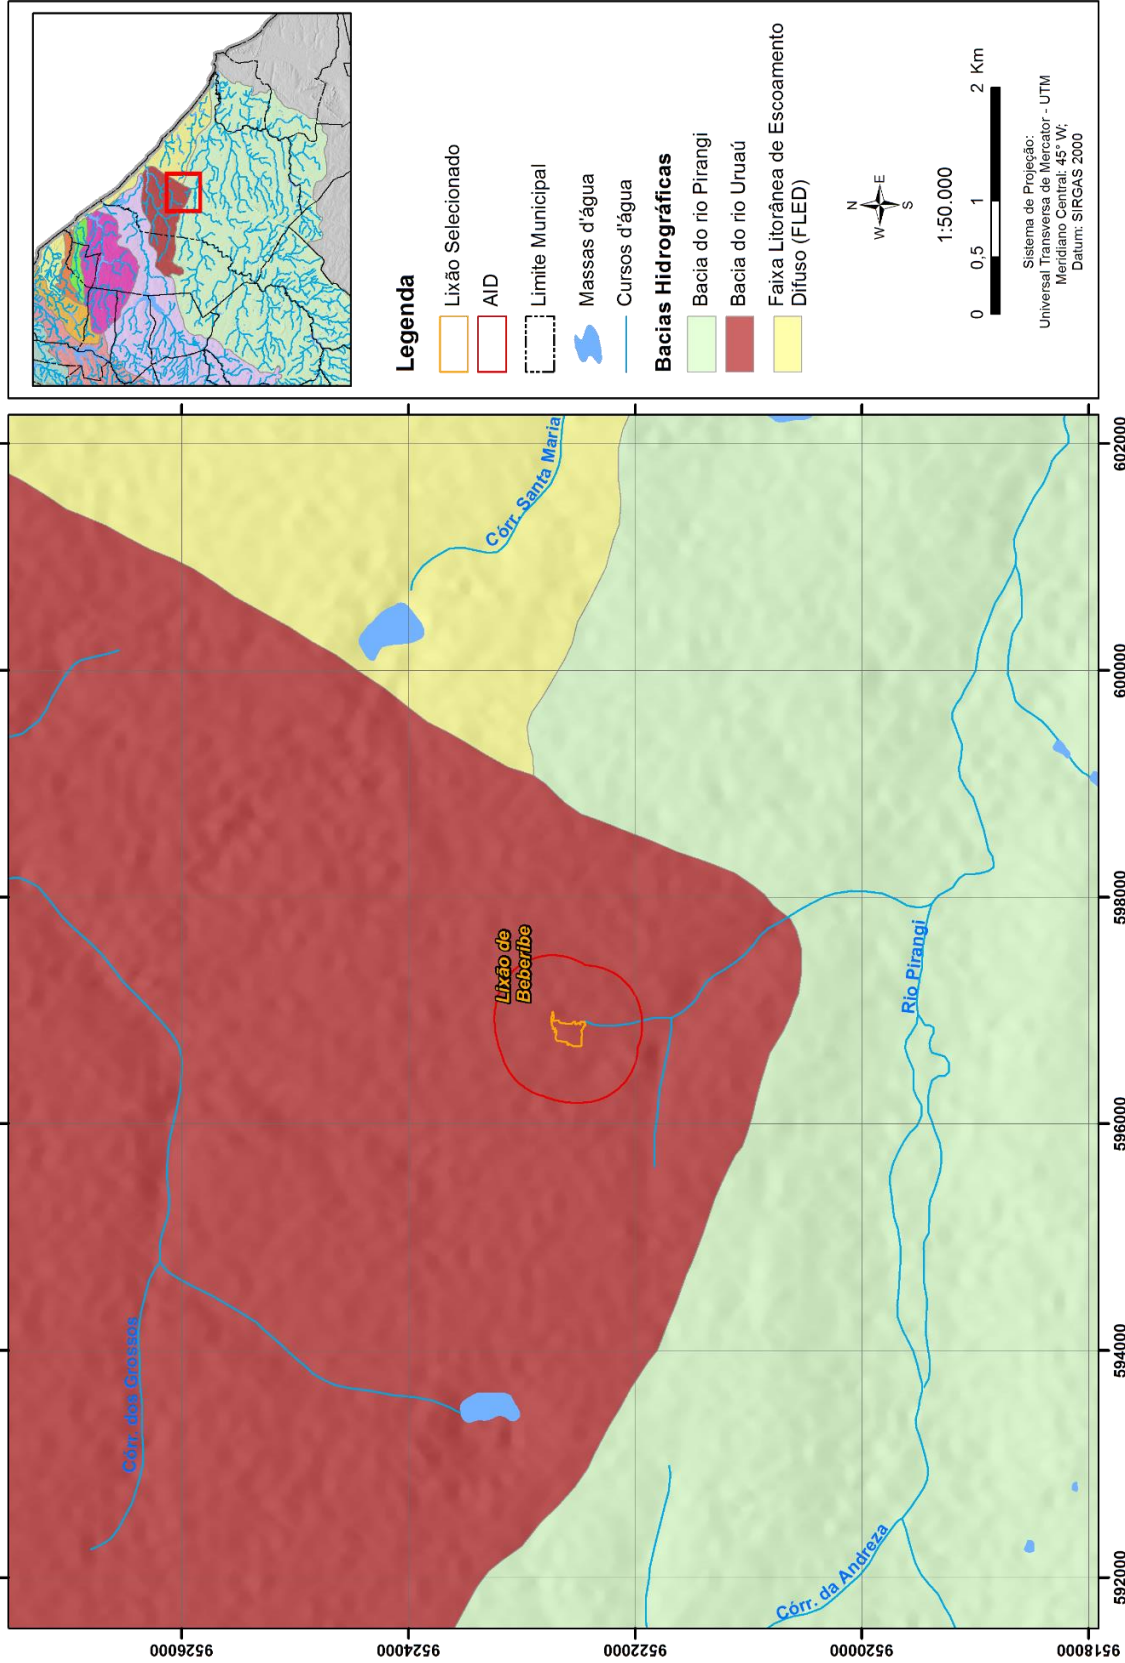 Córr. dos Grossos
Córr. Santa Maria
Lixão de
Beberibe
Rio Pirangi
Córr. da Andreza
592000
594000
596000
598000
600000
602000
9526000
9524000
9522000
9520000
9518000
Legenda
Lixão Selecionado
AID
Limite Municipal
Massas d'água
Cursos d'água
Bacias Hidrográficas
Bacia do rio Pirangi
Bacia do rio Uruaú
Faixa Litorânea de Escoamento
Difuso (FLED)
N
W
E
S
1:50.000
0
0,5
1
2 Km
Sistema de Projeção:
Universal Transversa de Mercator - UTM
Meridiano Central: 45° W;
Datum: SIRGAS 2000